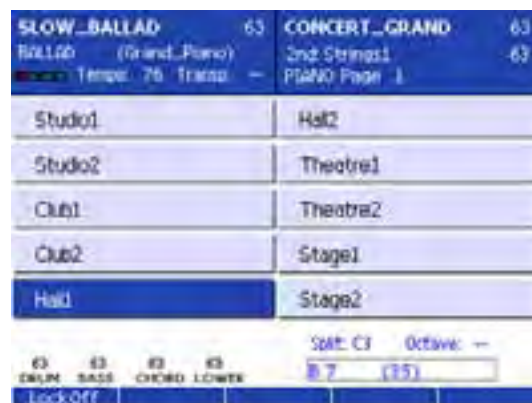 SLOW_BALLAD 63 CONCERT_GRAND 63
BALLAD (Grand_Piano) 2nd Strings1 63
Tempo: 76 Transp: -- PIANO Page 1
Studio1 Hall2
Studio2 Theatre1
Club1 Theatre2
Club2 Stage1
Hall1 Stage2
Split: C3 Octave: --
63 63 63 63 B 7 (35)
DRUM BASS CHORD LOWER
Lock Off